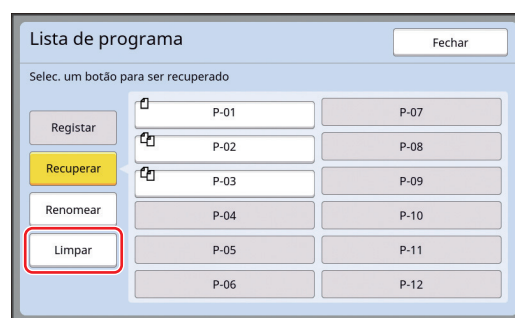 Lista de programa
Fechar
Selec. um botão para ser recuperado
Registar
Recuperar
Renomear
Limpar
P-01
P-02
P-03
P-04
P-05
P-06
P-07
P-08
P-09
P-10
P-11
P-12